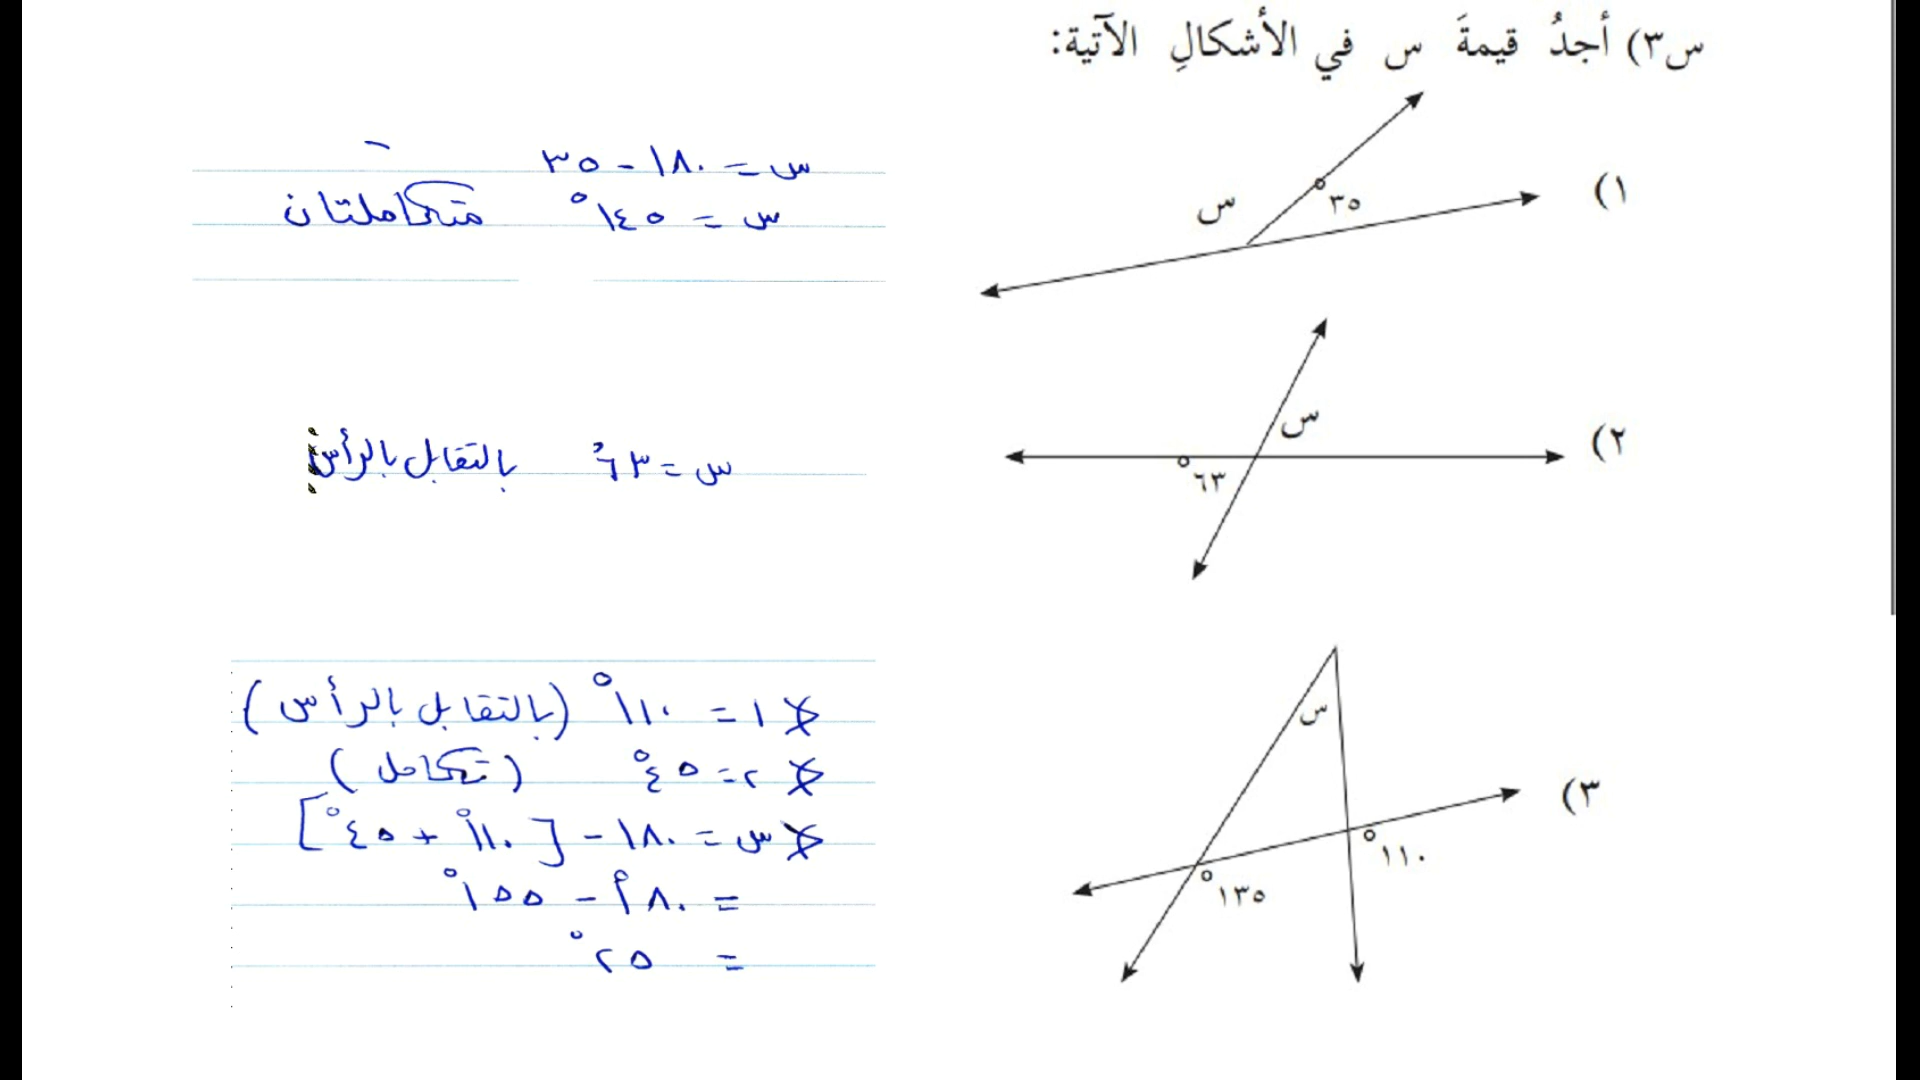 س٣) أجدُ قيمةَ س في الأشكالِ الآتية:
١)
س
٣٥
س = ١٨٠ - ٣٥
س = ١٤٥° متكاملتان
٢)
س
٦٣
س = ٦٣° بالتقابل بالرأس
٣)
س
١١٠
١٣٥
∢ ١ = ١١٠° (بالتقابل بالرأس)
∢ ٢ = ٤٥° (تكامل)
∢ س = ١٨٠ - [١١٠° + ٤٥°]
= ١٨٠° - ١٥٥°
= ٢٥°